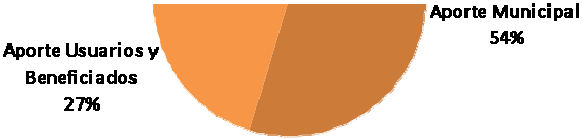 Aporte Municipal
54%
Aporte Usuarios y
Beneficiados
27%